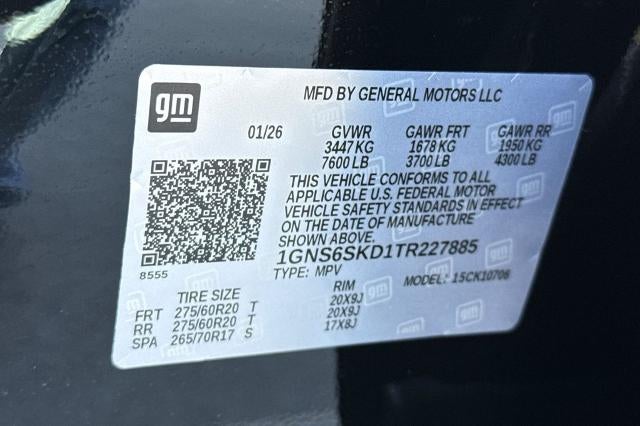 gm
MFD BY GENERAL MOTORS LLC
01/26 GVWR GAWR FRT GAWR RR
3447 KG 1678 KG 1950 KG
7600 LB 3700 LB 4300 LB
THIS VEHICLE CONFORMS TO ALL
APPLICABLE U.S. FEDERAL MOTOR
VEHICLE SAFETY STANDARDS IN EFFECT
ON THE DATE OF MANUFACTURE
SHOWN ABOVE.
8555
1GNS6SKD1TR227885
TYPE: MPV MODEL: 15CK10706
TIRE SIZE RIM
FRT 275/60R20 T 20X9J
RR 275/60R20 T 20X9J
SPA 265/70R17 S 17X8J